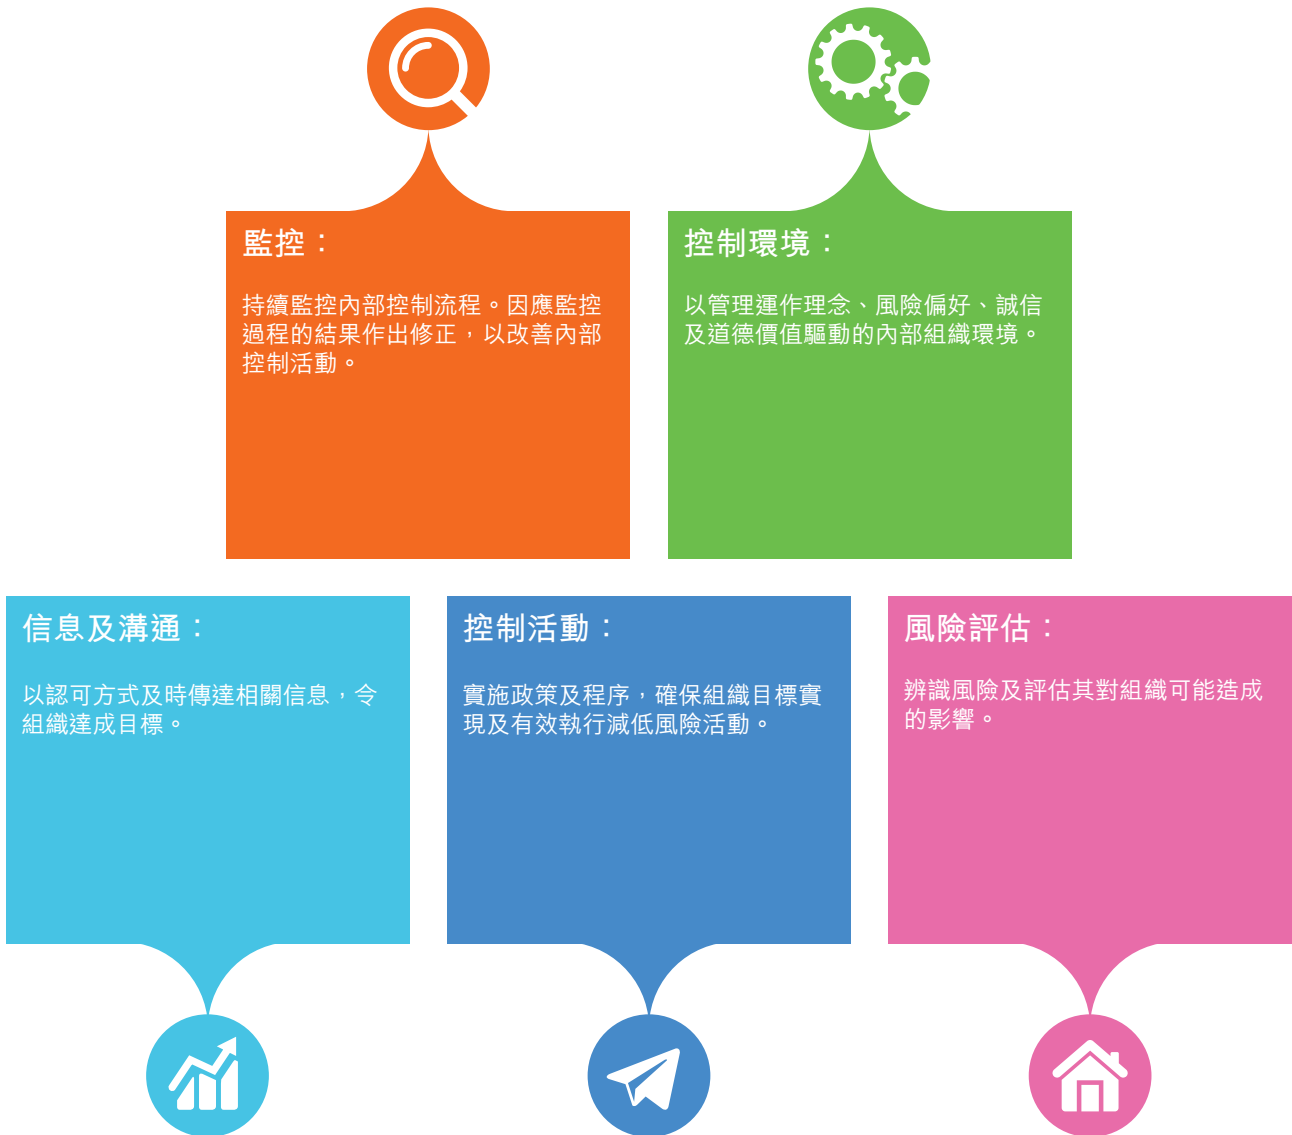 監控：
持續監控內部控制流程。因應監控
過程的結果作出修正，以改善內部
控制活動。
控制環境：
以管理運作理念、風險偏好、誠信
及道德價值驅動的內部組織環境。
信息及溝通：
以認可方式及時傳達相關信息，令
組織達成目標。
控制活動：
實施政策及程序，確保組織目標實
現及有效執行減低風險活動。
風險評估：
辨識風險及評估其對組織可能造成
的影響。